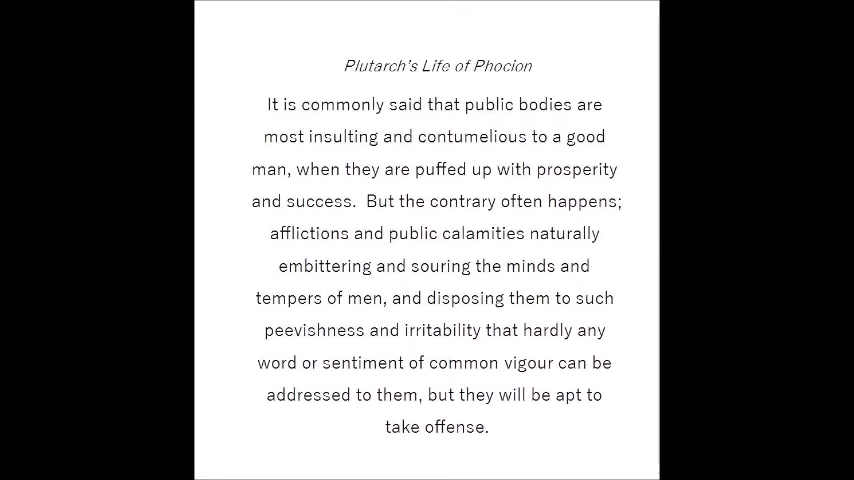 Plutarch's Life of Phocion
It is commonly said that public bodies are
most insulting and contumelious to a good
man, when they are puffed up with prosperity
and success.  But the contrary often happens;
afflictions and public calamities naturally
embittering and souring the minds and
tempers of men, and disposing them to such
peevishness and irritability that hardly any
word or sentiment of common vigour can be
addressed to them, but they will be apt to
take offense.